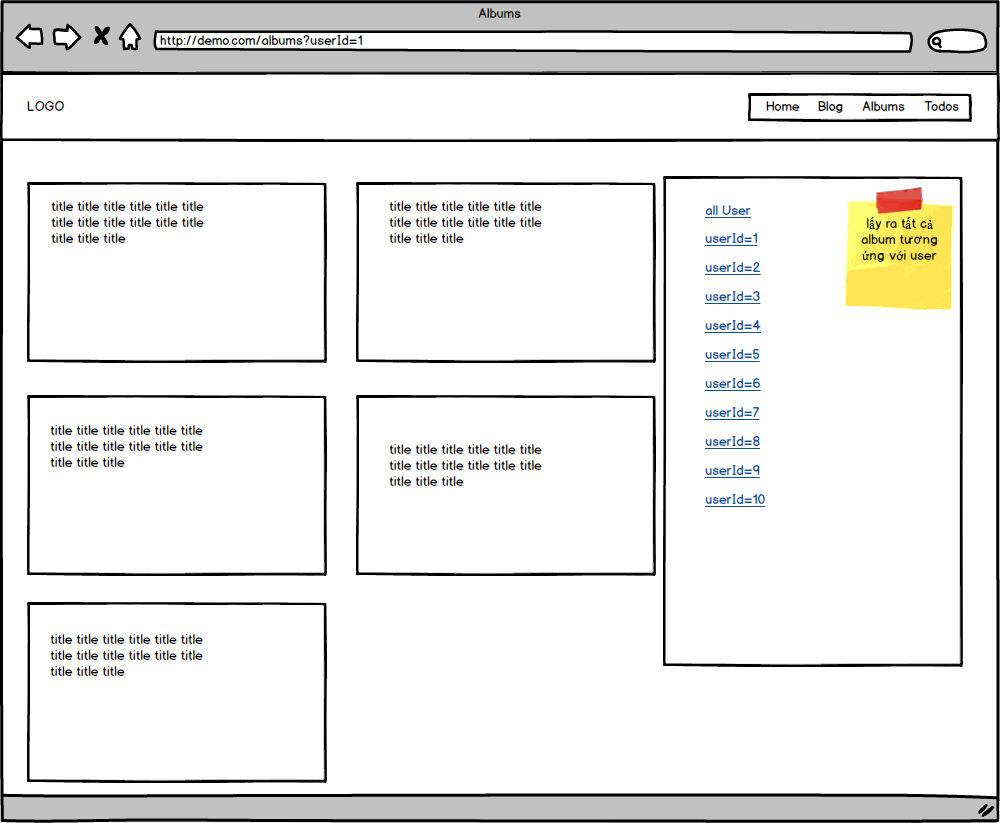 Albums
http://demo.com/albums?userId=1
LOGO
Home Blog Albums Todos
title title title title title title
title title title title title title
title title title
title title title title title title
title title title title title title
title title title
title title title title title title
title title title title title title
title title title
title title title title title title
title title title title title title
title title title
title title title title title title
title title title title title title
title title title
all User
userId=1
userId=2
userId=3
userId=4
userId=5
userId=6
userId=7
userId=8
userId=9
userId=10
lấy ra tất cả
album tương
ứng với user